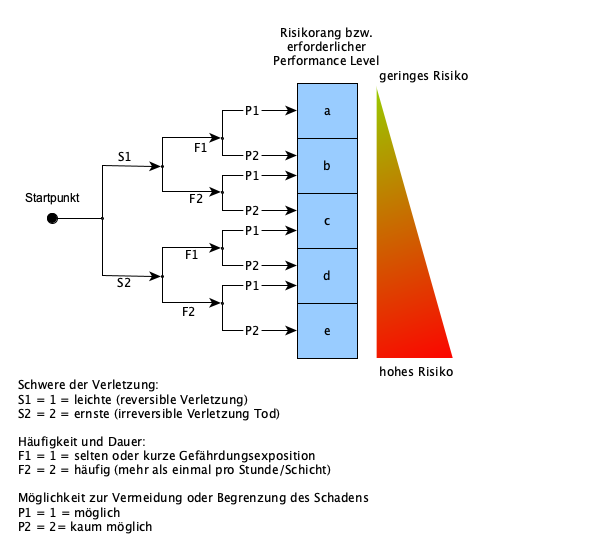 Risikorang bzw.
erforderlicher
Performance Level
geringes Risiko
P1
a
S1
F1
P2
b
P1
Startpunkt
F2
P2
c
P1
F1
P2
d
S2
P1
F2
P2
e
hohes Risiko
Schwere der Verletzung:
S1 = 1 = leichte (reversible Verletzung)
S2 = 2 = ernste (irreversible Verletzung Tod)
Häufigkeit und Dauer:
F1 = 1 = selten oder kurze Gefährdungsexposition
F2 = 2 = häufig (mehr als einmal pro Stunde/Schicht)
Möglichkeit zur Vermeidung oder Begrenzung des Schadens
P1 = 1 = möglich
P2 = 2= kaum möglich